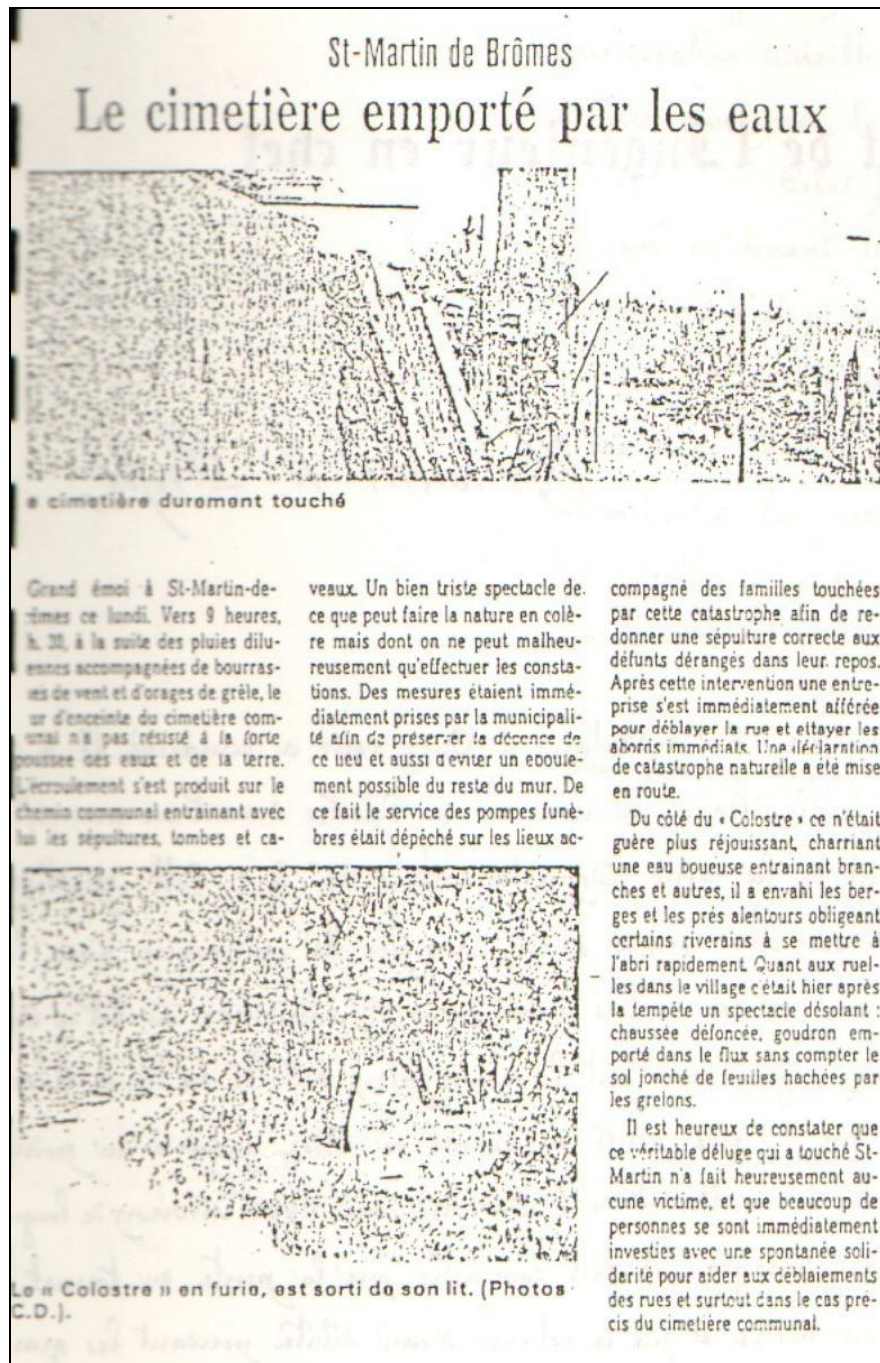 St-Martin de Brômes
Le cimetière emporté par les eaux
cimetière durement touché
Grand émoi à St-Martin-de-
ce lundi. Vers 9 heures,
h. 30, à la suite des pluies dilu-
ennes accompagnées de bourras-
ses de vent et d'orages de grêle, le
ur d'enceinte du cimetière com-
unal n'a pas résisté à la forte
poussee des eaux et de la terre.
L'écroulement s'est produit sur le
chemin communal entrainant avec
lui les sépultures, tombes et ca-
veaux. Un bien triste spectacle de
ce que peut faire la nature en colè-
re mais dont on ne peut malheu-
reusement qu'effectuer les consta-
tions. Des mesures étaient immé-
diatement prises par la municipali-
té afin de préserver la décence de
ce lieu et aussi d'eviter un eboule-
ment possible du reste du mur. De
ce fait le service des pompes funè-
bres était dépéché sur les lieux ac-
compagné des familles touchées
par cette catastrophe afin de re-
donner une sépulture correcte aux
défunts dérangés dans leur. repos.
Après cette intervention une entre-
prise s'est immédiatement afférée
pour déblayer la rue et ettayer les
abords immédiats. Une déclaration
de catastrophe naturelle a été mise
en route.
Du côté du « Colostre » ce n'était
guère plus réjouissant, charriant
une eau boueuse entrainant bran-
ches et autres, il a envahi les ber-
ges et les prés alentours obligeant
certains riverains à se mettre à
l'abri rapidement. Quant aux ruel-
les dans le village c'était hier après
la tempête un spectacle désolant :
chaussée défoncée, goudron em-
porté dans le flux sans compter le
sol jonché de feuilles hachées par
les grelons.
Il est heureux de constater que
ce véritable déluge qui a touché St-
Martin n'a fait heureusement au-
cune victime, et que beaucoup de
personnes se sont immédiatement
investies avec une spontanée soli-
darité pour aider aux déblaiements
des rues et surtout dans le cas pré-
cis du cimetière communal.
Le « Colostre » en furie, est sorti de son lit. (Photos
C.D.).